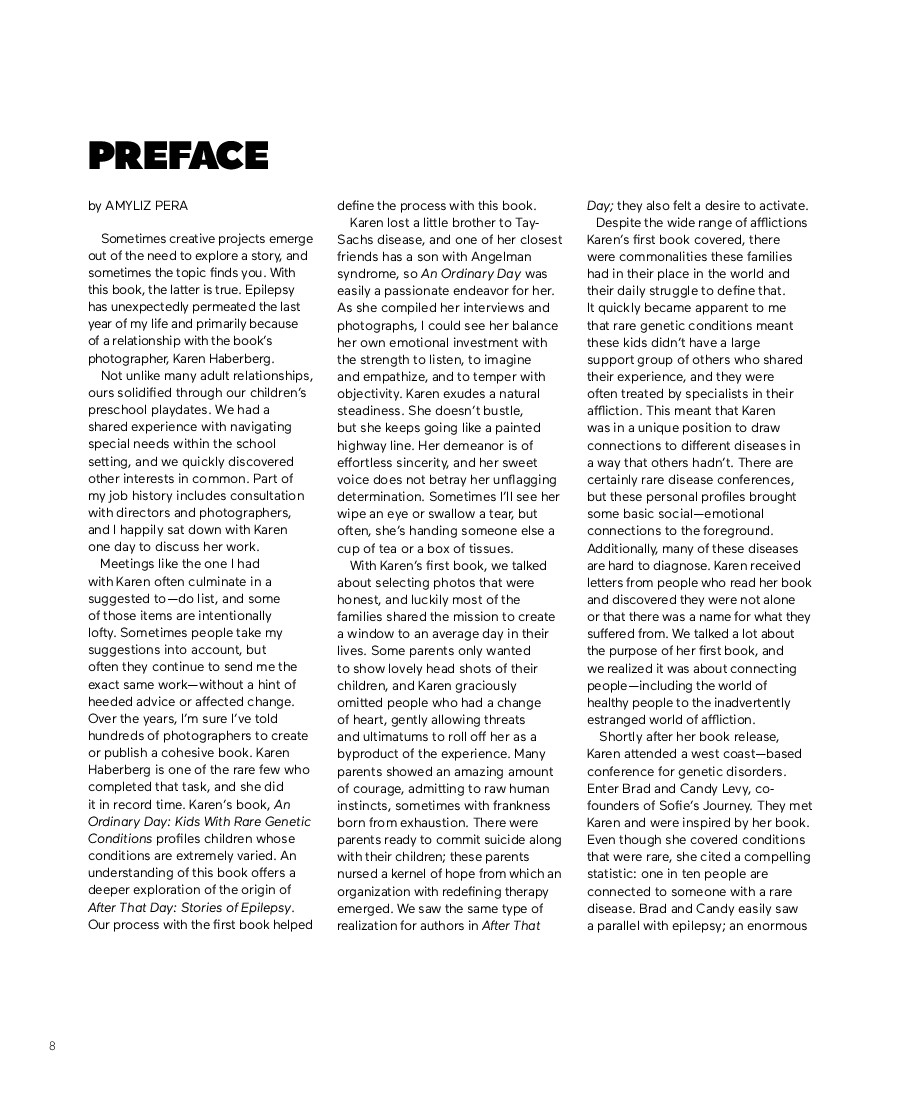 PREFACE
by AMYLIZ PERA
Sometimes creative projects emerge
out of the need to explore a story, and
sometimes the topic finds you. With
this book, the latter is true. Epilepsy
has unexpectedly permeated the last
year of my life and primarily because
of a relationship with the book’s
photographer, Karen Haberberg.
Not unlike many adult relationships,
ours solidified through our children’s
preschool playdates. We had a
shared experience with navigating
special needs within the school
setting, and we quickly discovered
other interests in common. Part of
my job history includes consultation
with directors and photographers,
and I happily sat down with Karen
one day to discuss her work.
Meetings like the one I had
with Karen often culminate in a
suggested to—do list, and some
of those items are intentionally
lofty. Sometimes people take my
suggestions into account, but
often they continue to send me the
exact same work—without a hint of
heeded advice or affected change.
Over the years, I’m sure I’ve told
hundreds of photographers to create
or publish a cohesive book. Karen
Haberberg is one of the rare few who
completed that task, and she did
it in record time. Karen’s book, An
Ordinary Day: Kids With Rare Genetic
Conditions profiles children whose
conditions are extremely varied. An
understanding of this book offers a
deeper exploration of the origin of
After That Day: Stories of Epilepsy.
Our process with the first book helped
define the process with this book.
Karen lost a little brother to Tay-
Sachs disease, and one of her closest
friends has a son with Angelman
syndrome, so An Ordinary Day was
easily a passionate endeavor for her.
As she compiled her interviews and
photographs, I could see her balance
her own emotional investment with
the strength to listen, to imagine
and empathize, and to temper with
objectivity. Karen exudes a natural
steadiness. She doesn’t bustle,
but she keeps going like a painted
highway line. Her demeanor is of
effortless sincerity, and her sweet
voice does not betray her unflagging
determination. Sometimes I’ll see her
wipe an eye or swallow a tear, but
often, she’s handing someone else a
cup of tea or a box of tissues.
With Karen’s first book, we talked
about selecting photos that were
honest, and luckily most of the
families shared the mission to create
a window to an average day in their
lives. Some parents only wanted
to show lovely head shots of their
children, and Karen graciously
omitted people who had a change
of heart, gently allowing threats
and ultimatums to roll off her as a
byproduct of the experience. Many
parents showed an amazing amount
of courage, admitting to raw human
instincts, sometimes with frankness
born from exhaustion. There were
parents ready to commit suicide along
with their children; these parents
nursed a kernel of hope from which an
organization with redefining therapy
emerged. We saw the same type of
realization for authors in After That
Day; they also felt a desire to activate.
Despite the wide range of afflictions
Karen’s first book covered, there
were commonalities these families
had in their place in the world and
their daily struggle to define that.
It quickly became apparent to me
that rare genetic conditions meant
these kids didn’t have a large
support group of others who shared
their experience, and they were
often treated by specialists in their
affliction. This meant that Karen
was in a unique position to draw
connections to different diseases in
a way that others hadn’t. There are
certainly rare disease conferences,
but these personal profiles brought
some basic social—emotional
connections to the foreground.
Additionally, many of these diseases
are hard to diagnose. Karen received
letters from people who read her book
and discovered they were not alone
or that there was a name for what they
suffered from. We talked a lot about
the purpose of her first book, and
we realized it was about connecting
people—including the world of
healthy people to the inadvertently
estranged world of affliction.
Shortly after her book release,
Karen attended a west coast—based
conference for genetic disorders.
Enter Brad and Candy Levy, co-
founders of Sofie’s Journey. They met
Karen and were inspired by her book.
Even though she covered conditions
that were rare, she cited a compelling
statistic: one in ten people are
connected to someone with a rare
disease. Brad and Candy easily saw
a parallel with epilepsy; an enormous
8